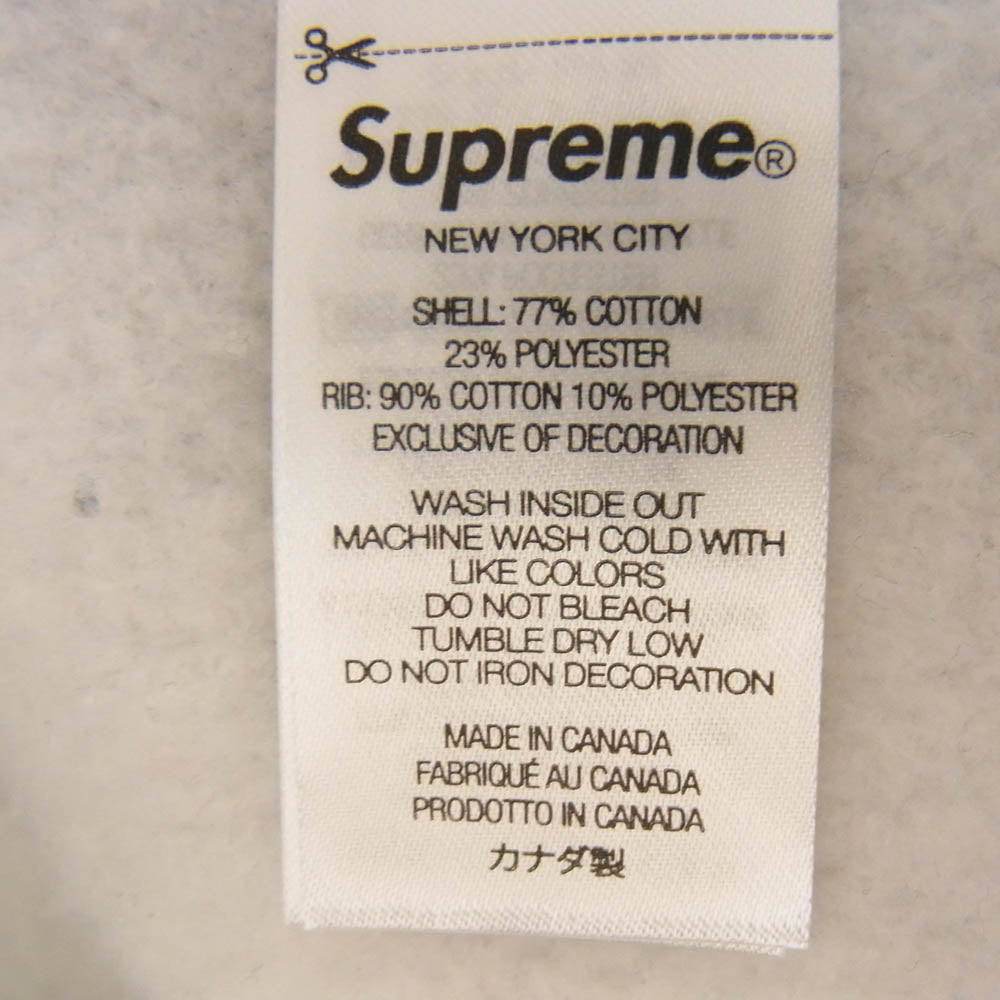 Supreme®
NEW YORK CITY
SHELL: 77% COTTON
23% POLYESTER
RIB: 90% COTTON 10% POLYESTER
EXCLUSIVE OF DECORATION
WASH INSIDE OUT
MACHINE WASH COLD WITH
LIKE COLORS
DO NOT BLEACH
TUMBLE DRY LOW
DO NOT IRON DECORATION
MADE IN CANADA
FABRIQUÉ AU CANADA
PRODOTTO IN CANADA
カナダ製